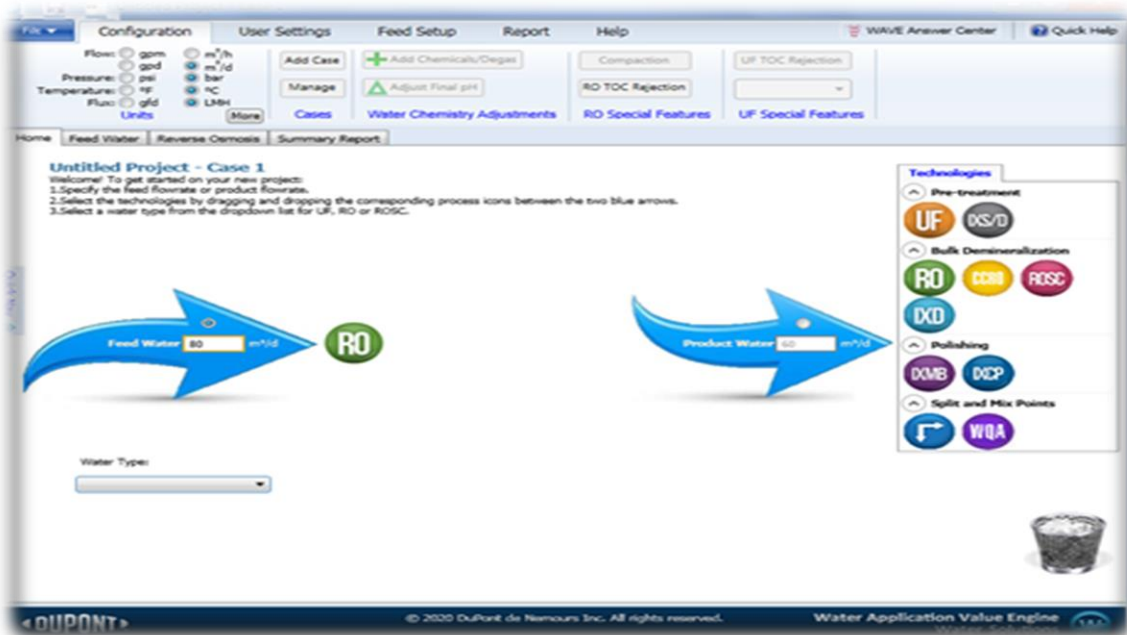 File Configuration User Settings Feed Setup Report Help WAVE Answer Center Quick Help
Flow: gpm m³/h
gpd m³/d
Pressure: psi bar
Temperature: °F °C
Flux: gfd LMH
Units More
Add Case
Manage
Cases
Add Chemicals/Degas
Adjust Final pH
Water Chemistry Adjustments
Compaction
RO TOC Rejection
RO Special Features
UF TOC Rejection
UF Special Features
Home Feed Water Reverse Osmosis Summary Report
Untitled Project - Case 1
Welcome! To get started on your new project:
1.Specify the feed flowrate or product flowrate.
2.Select the technologies by dragging and dropping the corresponding process icons between the two blue arrows.
3.Select a water type from the dropdown list for UF, RO or ROSC.
Feed Water 80 m³/d
RO
Product Water 60 m³/d
Water Type:
Technologies
Pre-treatment
UF IXS/D
Bulk Demineralization
RO CCRO ROSC
IXD
Polishing
IXMB IXCP
Split and Mix Points
WQA
DUPONT © 2020 DuPont de Nemours Inc. All rights reserved. Water Application Value Engine